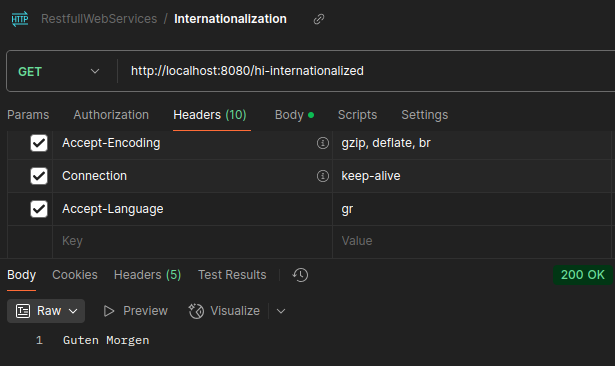 HTTP RestfullWebServices / Internationalization
GET http://localhost:8080/hi-internationalized
Params Authorization Headers (10) Body Scripts Settings
Accept-Encoding gzip, deflate, br
Connection keep-alive
Accept-Language gr
Key Value
Body Cookies Headers (5) Test Results 200 OK
Raw Preview Visualize
1 Guten Morgen